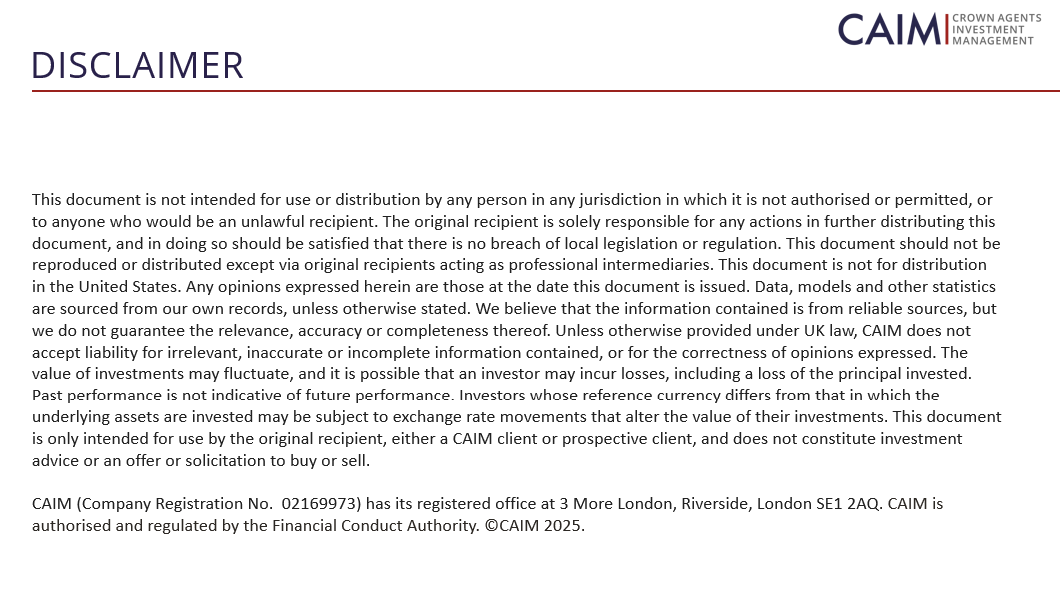 CAIM
CROWN AGENTS
INVESTMENT
MANAGEMENT
DISCLAIMER
This document is not intended for use or distribution by any person in any jurisdiction in which it is not authorised or permitted, or
to anyone who would be an unlawful recipient. The original recipient is solely responsible for any actions in further distributing this
document, and in doing so should be satisfied that there is no breach of local legislation or regulation. This document should not be
reproduced or distributed except via original recipients acting as professional intermediaries. This document is not for distribution
in the United States. Any opinions expressed herein are those at the date this document is issued. Data, models and other statistics
are sourced from our own records, unless otherwise stated. We believe that the information contained is from reliable sources, but
we do not guarantee the relevance, accuracy or completeness thereof. Unless otherwise provided under UK law, CAIM does not
accept liability for irrelevant, inaccurate or incomplete information contained, or for the correctness of opinions expressed. The
value of investments may fluctuate, and it is possible that an investor may incur losses, including a loss of the principal invested.
Past performance is not indicative of future performance. Investors whose reference currency differs from that in which the
underlying assets are invested may be subject to exchange rate movements that alter the value of their investments. This document
is only intended for use by the original recipient, either a CAIM client or prospective client, and does not constitute investment
advice or an offer or solicitation to buy or sell.
CAIM (Company Registration No.  02169973) has its registered office at 3 More London, Riverside, London SE1 2AQ. CAIM is
authorised and regulated by the Financial Conduct Authority. ©CAIM 2025.